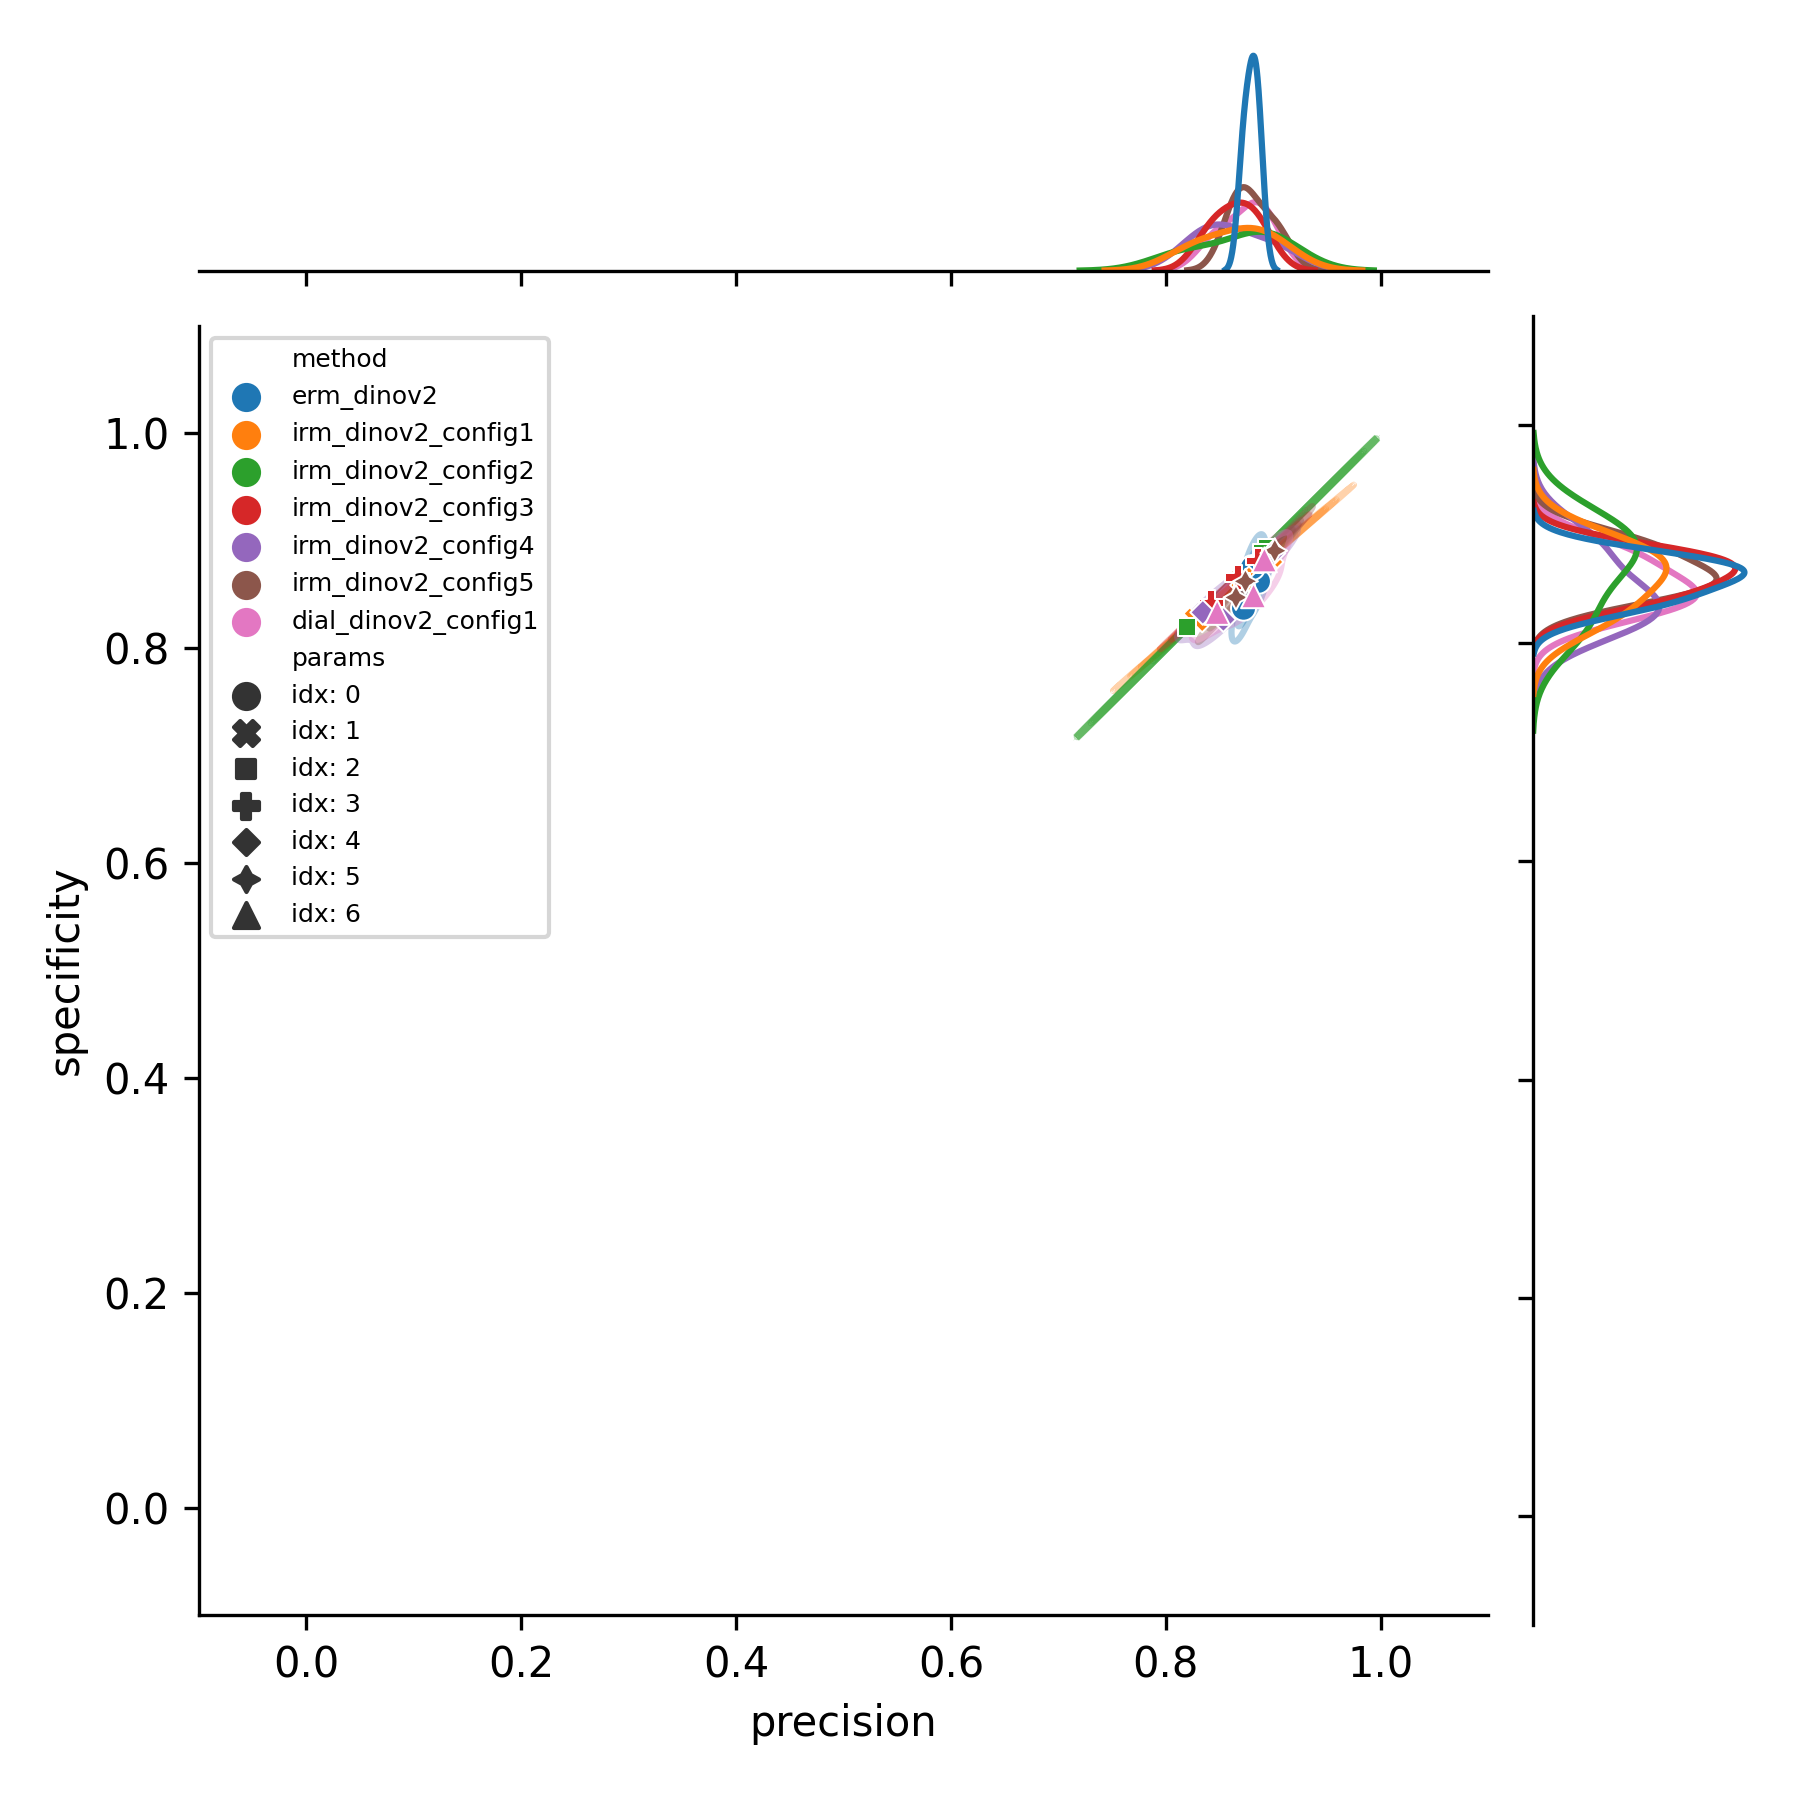 method
erm_dinov2
irm_dinov2_config1
irm_dinov2_config2
irm_dinov2_config3
irm_dinov2_config4
irm_dinov2_config5
dial_dinov2_config1
params
idx: 0
idx: 1
idx: 2
idx: 3
idx: 4
idx: 5
idx: 6
1.0
0.8
0.6
0.4
0.2
0.0
specificity
0.0 0.2 0.4 0.6 0.8 1.0
precision